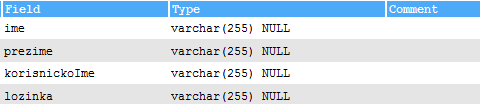 Field Type Comment
ime varchar(255) NULL
prezime varchar(255) NULL
korisnickoIme varchar(255) NULL
lozinka varchar(255) NULL